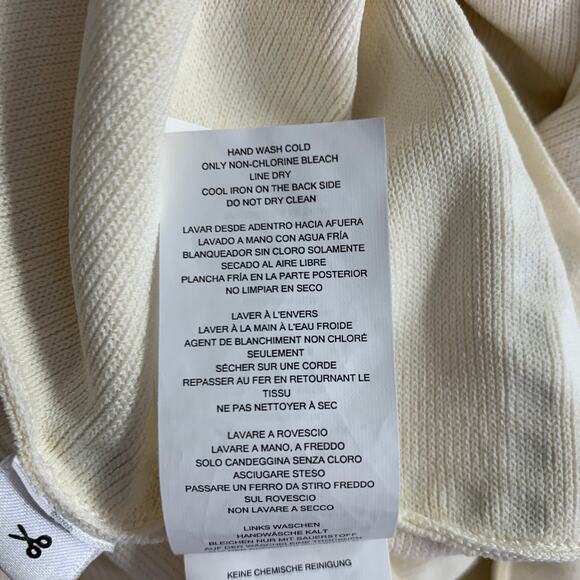 HAND WASH COLD
ONLY NON-CHLORINE BLEACH
LINE DRY
COOL IRON ON THE BACK SIDE
DO NOT DRY CLEAN
LAVAR DESDE ADENTRO HACIA AFUERA
LAVADO A MANO CON AGUA FRÍA
BLANQUEADOR SIN CLORO SOLAMENTE
SECADO AL AIRE LIBRE
PLANCHA FRÍA EN LA PARTE POSTERIOR
NO LIMPIAR EN SECO
LAVER À L'ENVERS
LAVER À LA MAIN À L'EAU FROIDE
AGENT DE BLANCHIMENT NON CHLORÉ
SEULEMENT
SÉCHER SUR UNE CORDE
REPASSER AU FER EN RETOURNANT LE
TISSU
NE PAS NETTOYER À SEC
LAVARE A ROVESCIO
LAVARE A MANO, A FREDDO
SOLO CANDEGGINA SENZA CLORO
ASCIUGARE STESO
PASSARE UN FERRO DA STIRO FREDDO
SUL ROVESCIO
NON LAVARE A SECCO
LINKS WASCHEN
HANDWÄSCHE KALT
BLEICHEN NUR MIT SAUERSTOFF
AUF DER WÄSCHELEINE TROCKNEN
KEINE CHEMISCHE REINIGUNG